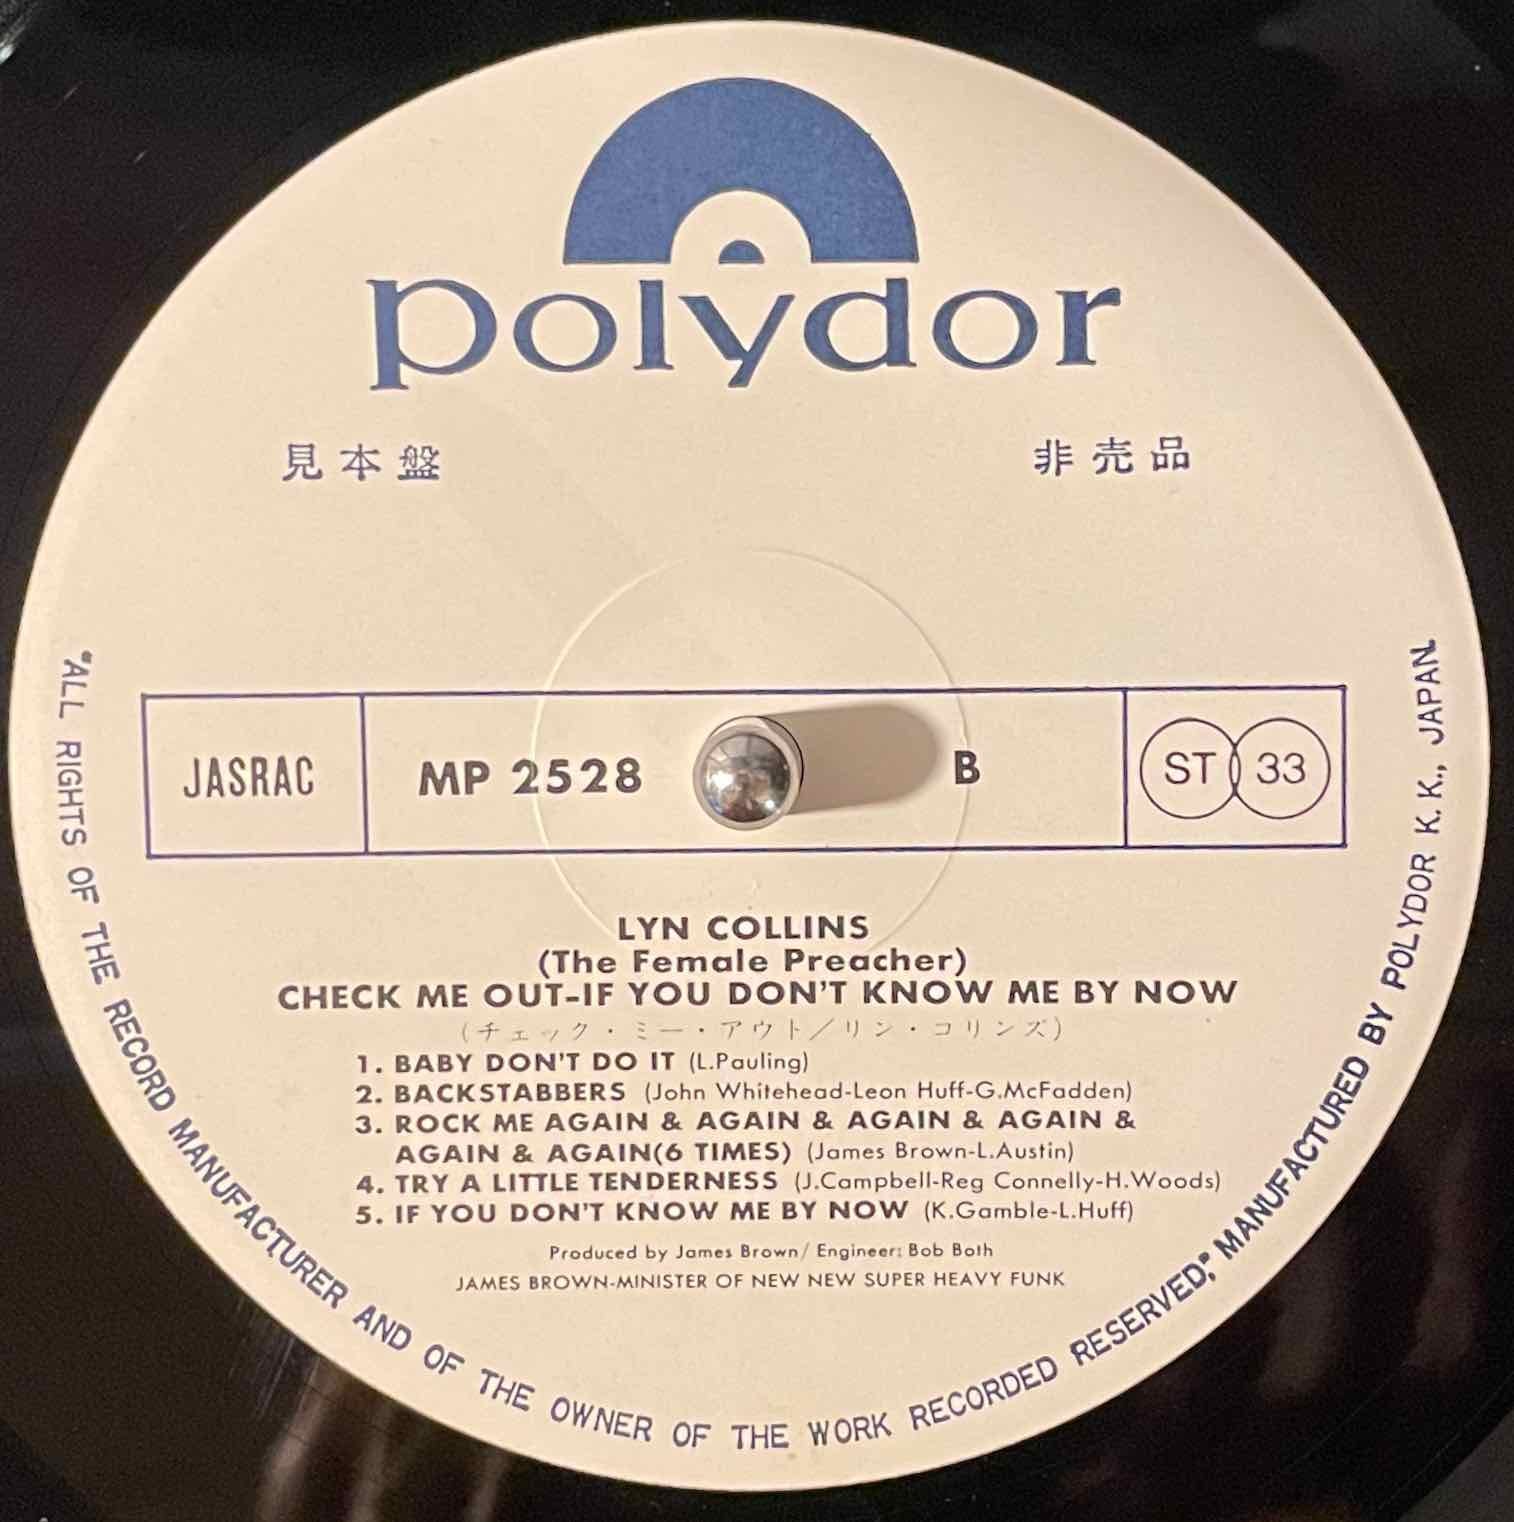 polydor
見本盤 非売品
JASRAC MP 2528 B ST 33
LYN COLLINS
(The Female Preacher)
CHECK ME OUT-IF YOU DON'T KNOW ME BY NOW
(チェック・ミー・アウト/リン・コリンズ)
1. BABY DON'T DO IT (L.Pauling)
2. BACKSTABBERS (John Whitehead-Leon Huff-G.McFadden)
3. ROCK ME AGAIN & AGAIN & AGAIN & AGAIN &
AGAIN & AGAIN(6 TIMES) (James Brown-L.Austin)
4. TRY A LITTLE TENDERNESS (J.Campbell-Reg Connelly-H.Woods)
5. IF YOU DON'T KNOW ME BY NOW (K.Gamble-L.Huff)
Produced by James Brown/ Engineer: Bob Both
JAMES BROWN-MINISTER OF NEW NEW SUPER HEAVY FUNK
"ALL RIGHTS OF THE RECORD MANUFACTURER AND OF THE OWNER OF THE WORK RECORDED RESERVED," MANUFACTURED BY POLYDOR K.K., JAPAN.